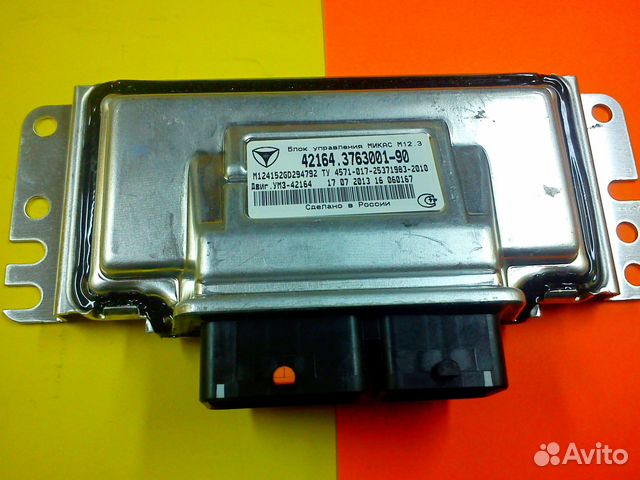 Блок управления МИКАС М12.3
42164.3763001-90
М1241526D294792 ТУ 4571-017-25371983-2010
Двиг.УМЗ-42164 17 07 2013 16 060167
Сделано в России
Avito